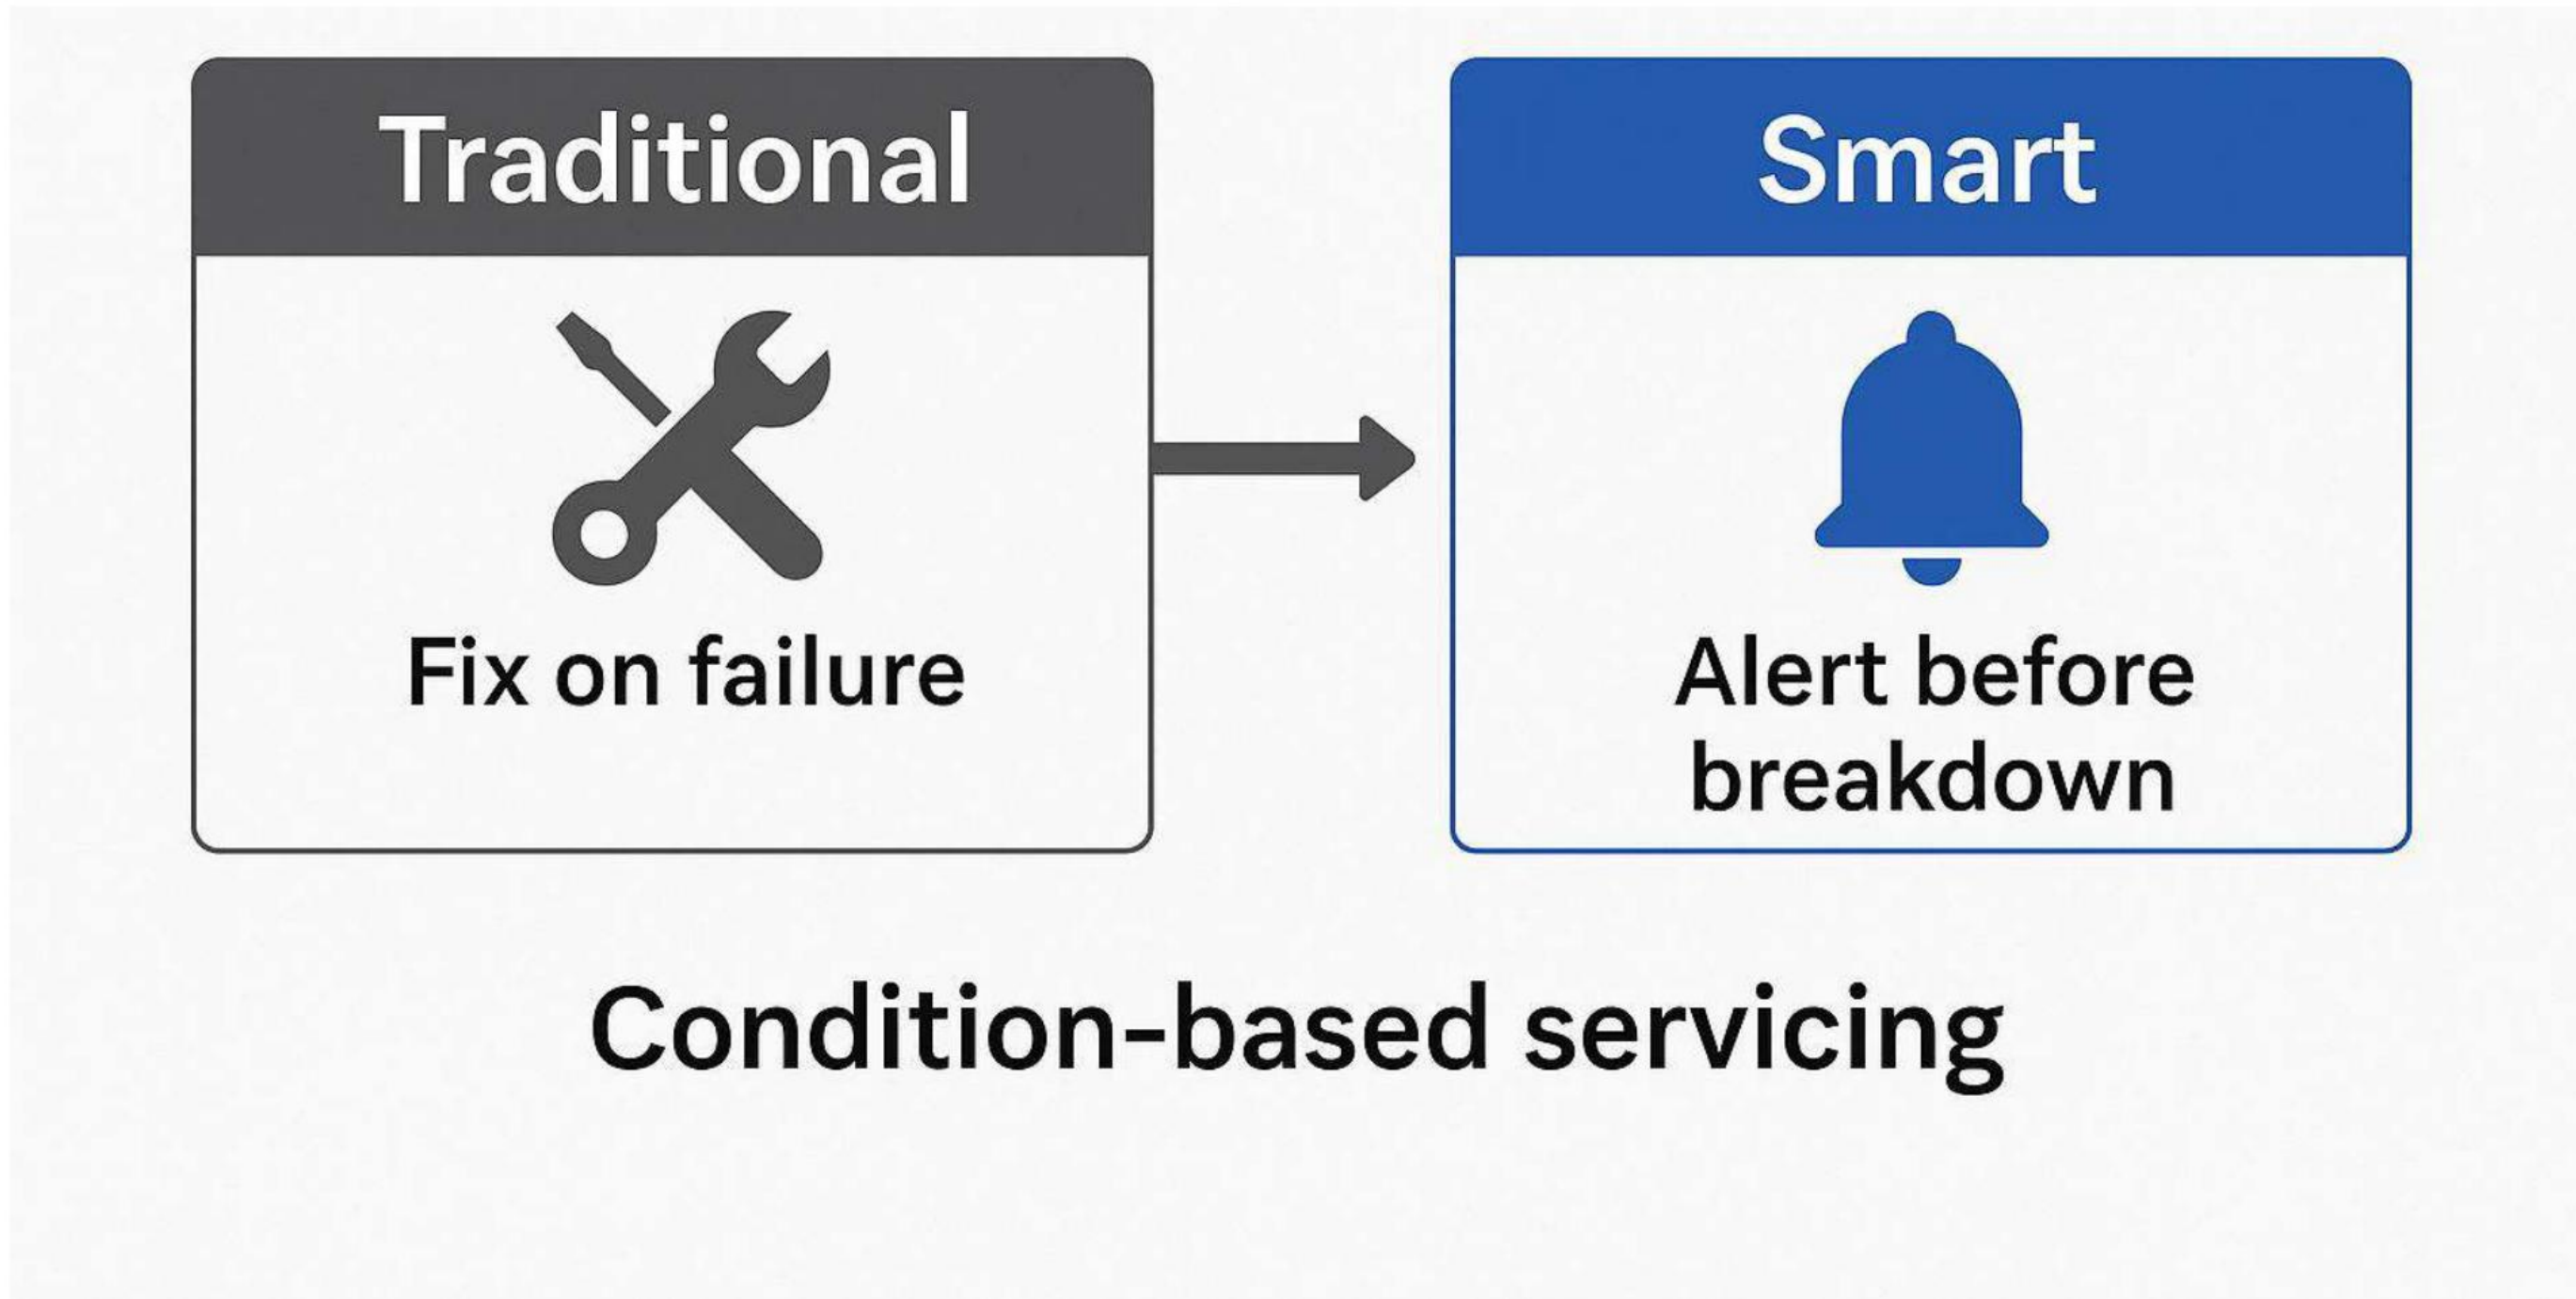 Traditional
Fix on failure
Smart
Alert before
breakdown
Condition-based servicing